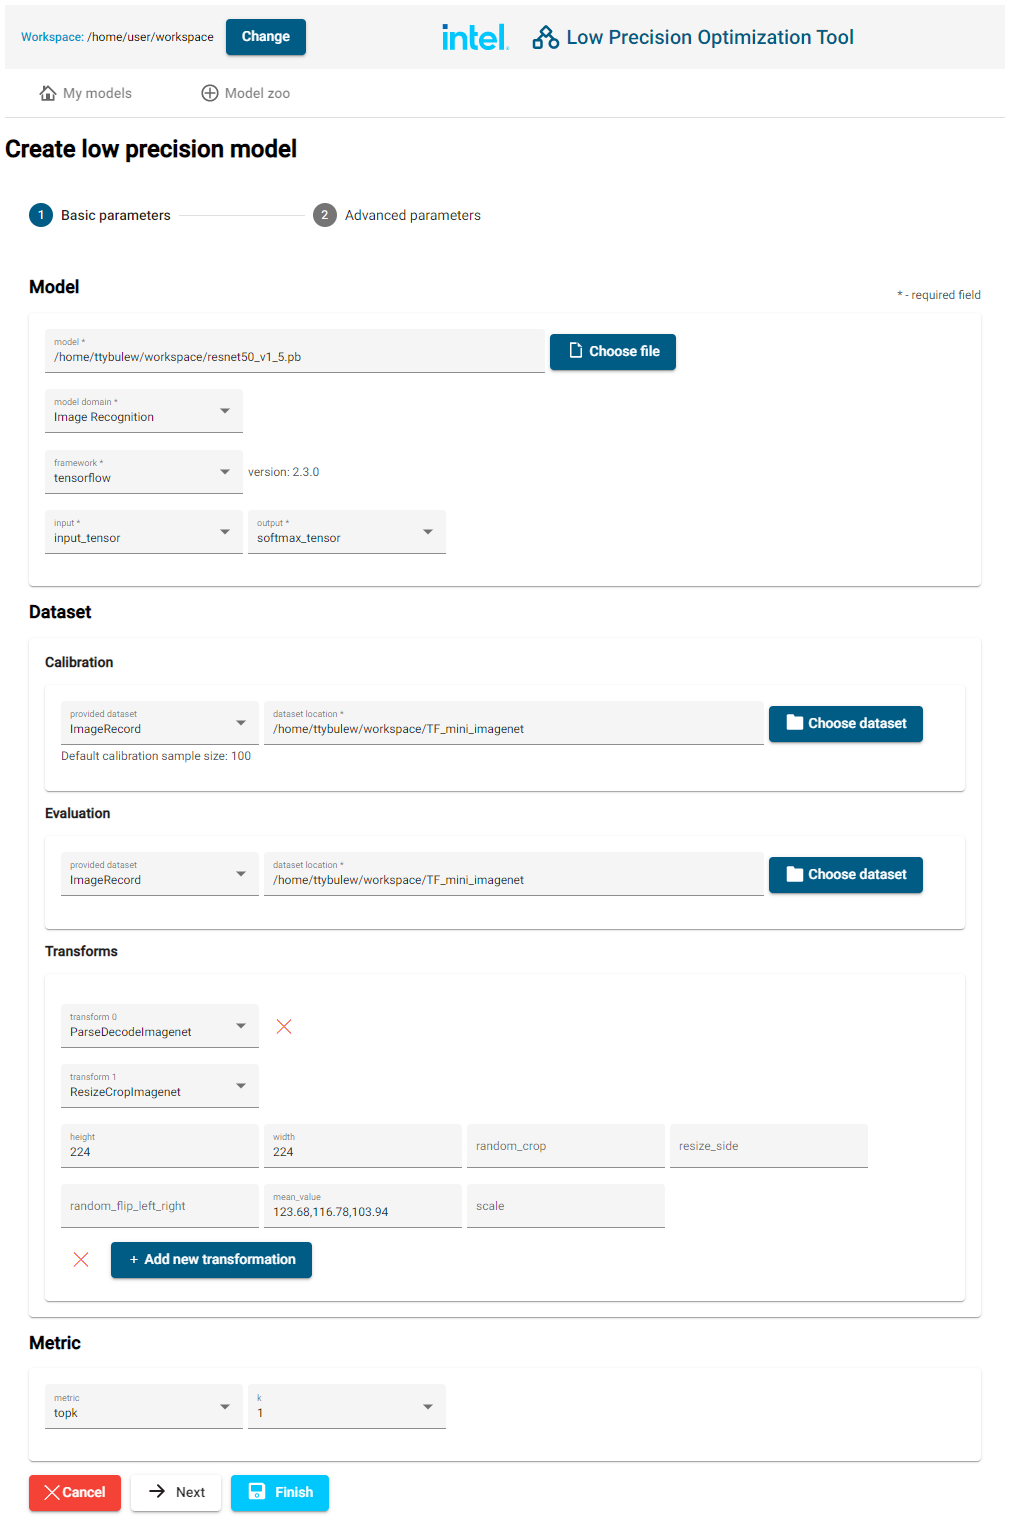 Workspace: /home/user/workspace Change intel. Low Precision Optimization Tool
My models Model zoo
Create low precision model
1 Basic parameters 2 Advanced parameters
Model
* - required field
model *
/home/ttybulew/workspace/resnet50_v1_5.pb
Choose file
model domain *
Image Recognition
framework *
tensorflow
version: 2.3.0
input *
input_tensor
output *
softmax_tensor
Dataset
Calibration
provided dataset
ImageRecord
dataset location *
/home/ttybulew/workspace/TF_mini_imagenet
Choose dataset
Default calibration sample size: 100
Evaluation
provided dataset
ImageRecord
dataset location *
/home/ttybulew/workspace/TF_mini_imagenet
Choose dataset
Transforms
transform 0
ParseDecodeImagenet
transform 1
ResizeCropImagenet
height
224
width
224
random_crop
resize_side
random_flip_left_right
mean_value
123.68,116.78,103.94
scale
+ Add new transformation
Metric
metric
topk
k
1
Cancel Next Finish